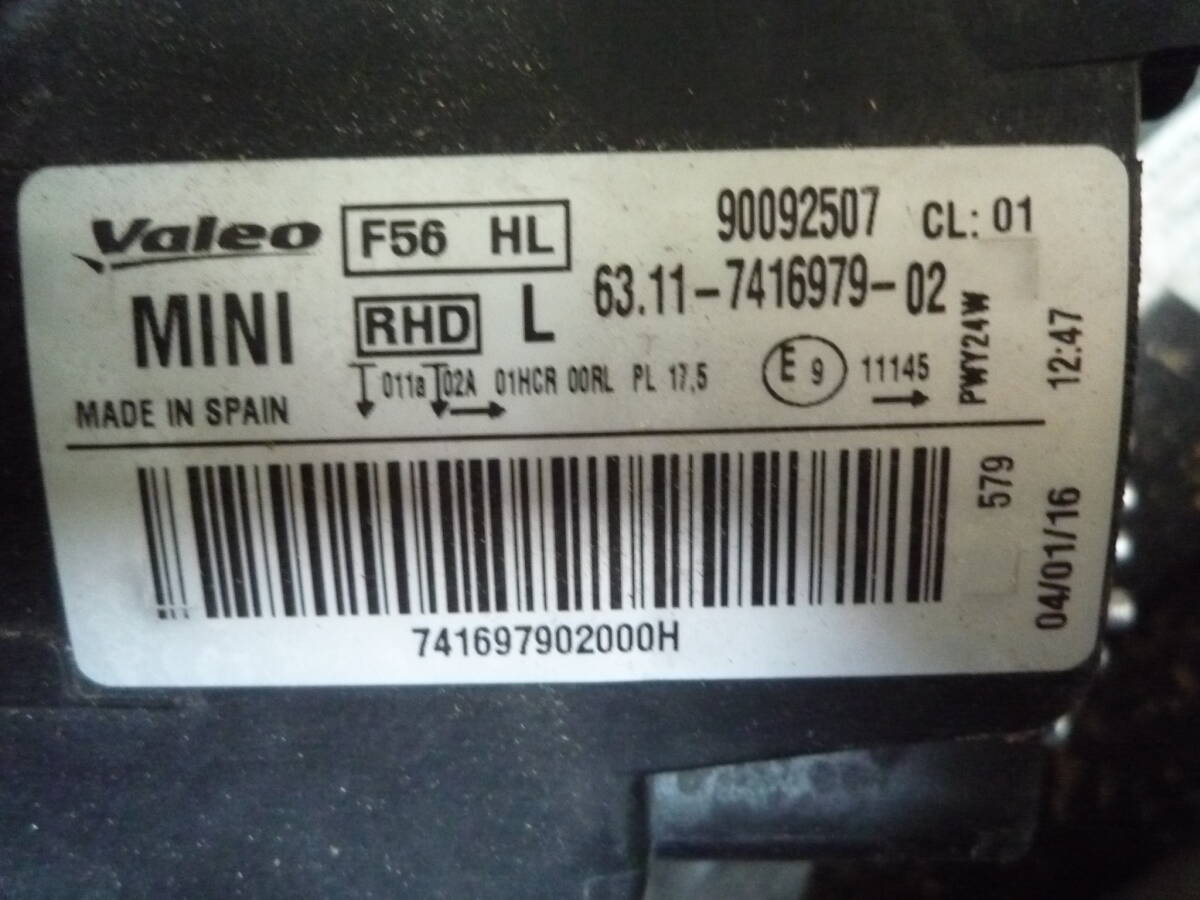 Valeo F56 HL 90092507 CL: 01
MINI RHD L 63.11-7416979-02
MADE IN SPAIN 011a 02A 01HCR 00RL PL 17,5 E 9 11145
PWY24W
12:47
579
04/01/16
741697902000H